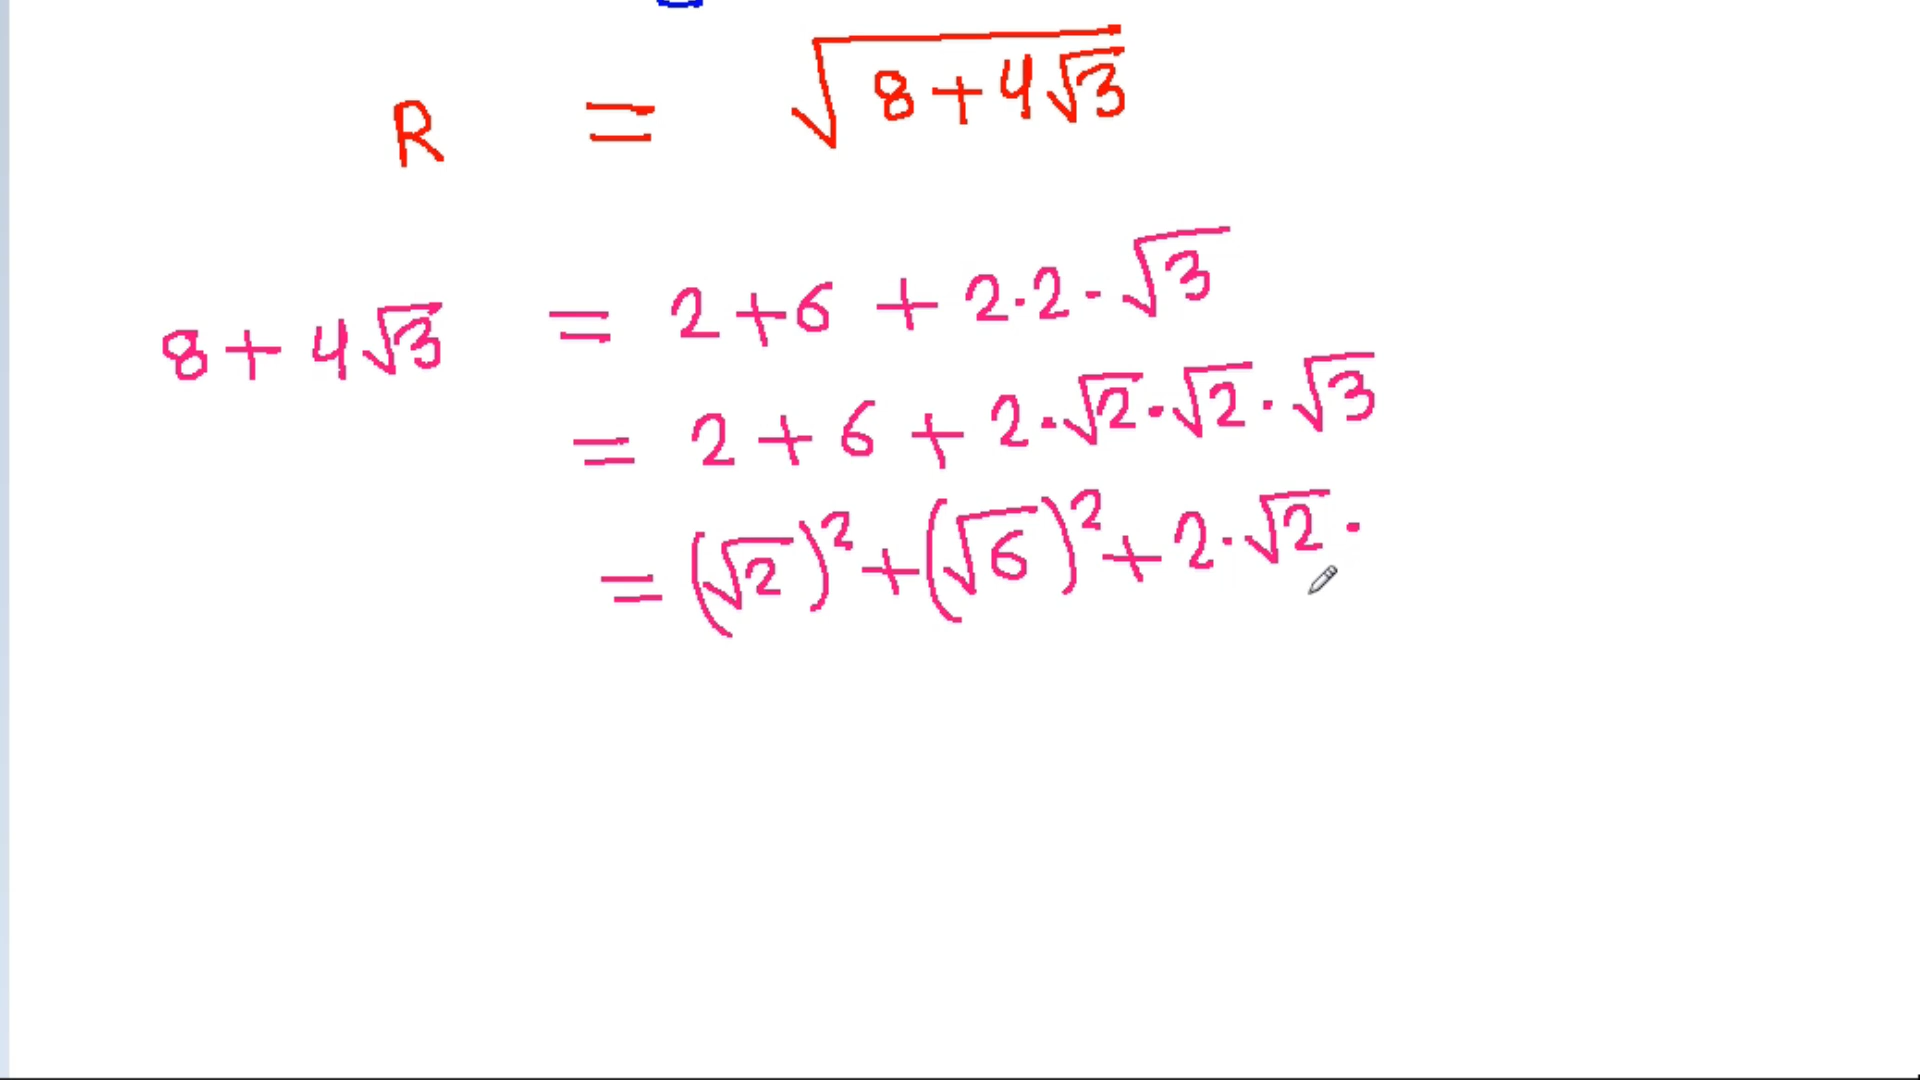 R = √(8+4√3)
8+4√3 = 2+6+2·2·√3
= 2+6+2·√2·√2·√3
= (√2)²+(√6)²+2·√2·